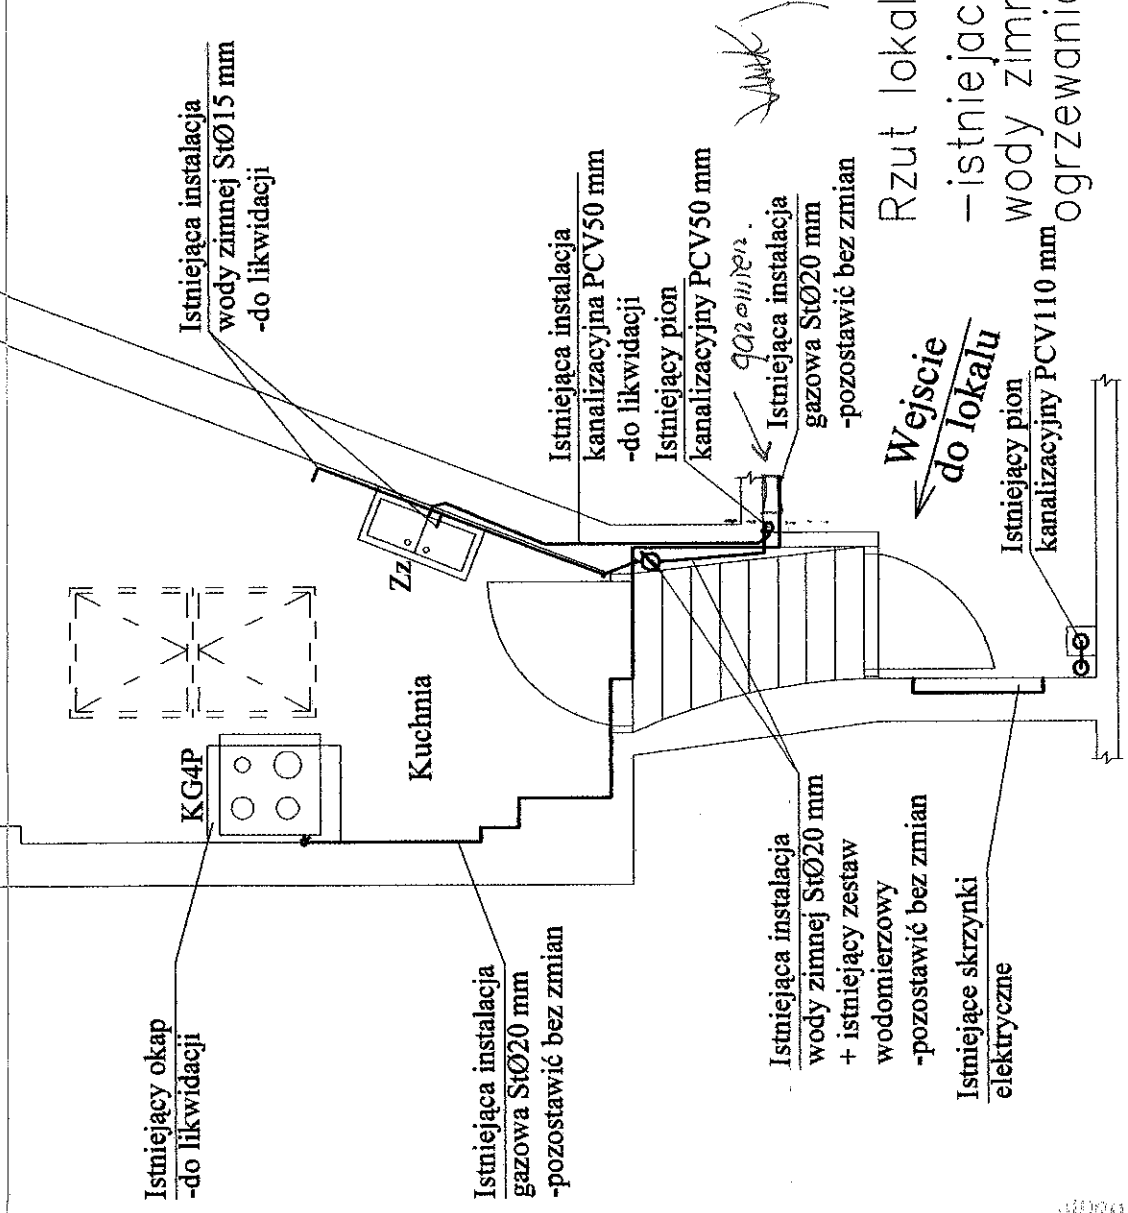 Istniejący okap
-do likwidacji
Istniejąca instalacja
gazowa StØ20 mm
-pozostawić bez zmian
KG4P
Kuchnia
Zz
Istniejąca instalacja
wody zimnej StØ15 mm
-do likwidacji
Istniejąca instalacja
kanalizacyjna PCV50 mm
-do likwidacji
Istniejący pion
kanalizacyjny PCV50 mm
gazomierz.
Istniejąca instalacja
gazowa StØ20 mm
-pozostawić bez zmian
Istniejąca instalacja
wody zimnej StØ20 mm
+ istniejący zestaw
wodomierzowy
-pozostawić bez zmian
Istniejące skrzynki
elektryczne
Wejscie
do lokalu
Istniejący pion
kanalizacyjny PCV110 mm
Rzut lokal
-istniejac
wody zimn
ogrzewanie